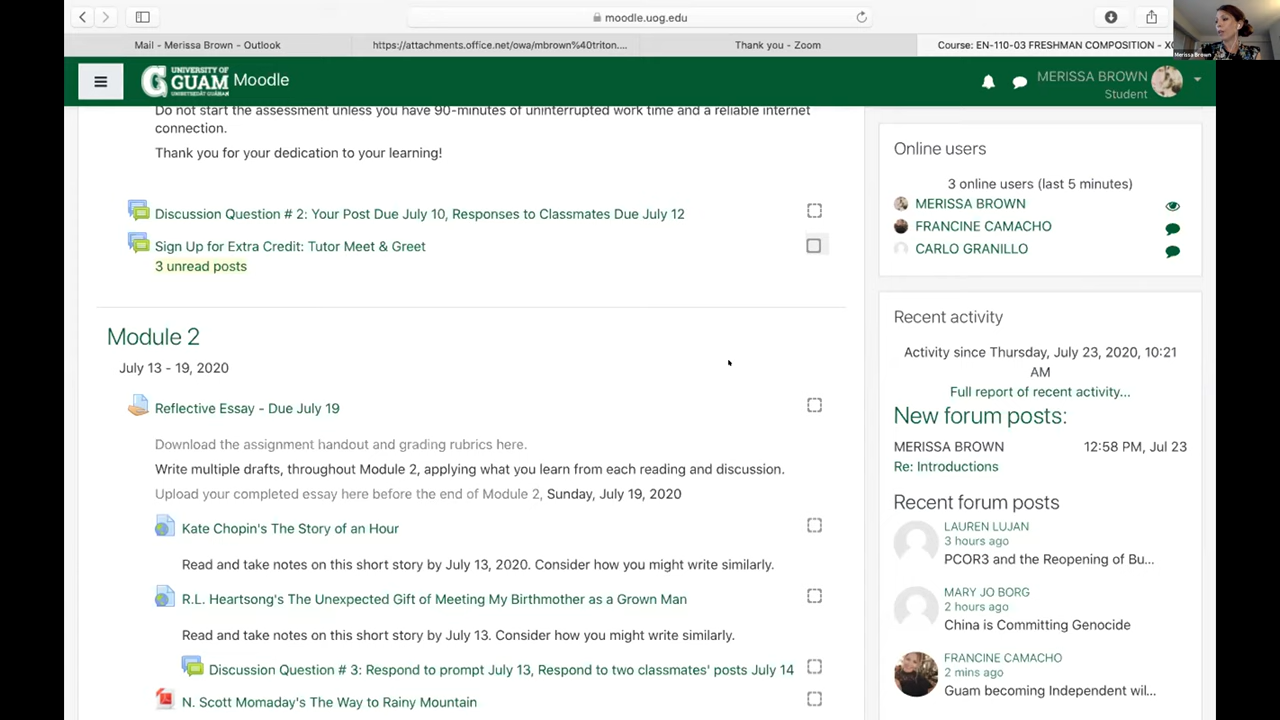 moodle.uog.edu
Mail - Merissa Brown - Outlook
https://attachments.office.net/owa/mbrown%40triton....
Thank you - Zoom
Course: EN-110-03 FRESHMAN COMPOSITION - XC
Merissa Brown
UNIVERSITY OF
GUAM
UNIBETSEDÅT GUÅHAN
Moodle
MERISSA BROWN
Student
Do not start the assessment unless you have 90-minutes of uninterrupted work time and a reliable internet
connection.
Thank you for your dedication to your learning!
Discussion Question # 2: Your Post Due July 10, Responses to Classmates Due July 12
Sign Up for Extra Credit: Tutor Meet & Greet
3 unread posts
Module 2
July 13 - 19, 2020
Reflective Essay - Due July 19
Download the assignment handout and grading rubrics here.
Write multiple drafts, throughout Module 2, applying what you learn from each reading and discussion.
Upload your completed essay here before the end of Module 2, Sunday, July 19, 2020
Kate Chopin's The Story of an Hour
Read and take notes on this short story by July 13, 2020. Consider how you might write similarly.
R.L. Heartsong's The Unexpected Gift of Meeting My Birthmother as a Grown Man
Read and take notes on this short story by July 13. Consider how you might write similarly.
Discussion Question # 3: Respond to prompt July 13, Respond to two classmates' posts July 14
N. Scott Momaday's The Way to Rainy Mountain
Online users
3 online users (last 5 minutes)
MERISSA BROWN
FRANCINE CAMACHO
CARLO GRANILLO
Recent activity
Activity since Thursday, July 23, 2020, 10:21
AM
Full report of recent activity...
New forum posts:
MERISSA BROWN 12:58 PM, Jul 23
Re: Introductions
Recent forum posts
LAUREN LUJAN
3 hours ago
PCOR3 and the Reopening of Bu...
MARY JO BORG
2 hours ago
China is Committing Genocide
FRANCINE CAMACHO
2 mins ago
Guam becoming Independent wil...